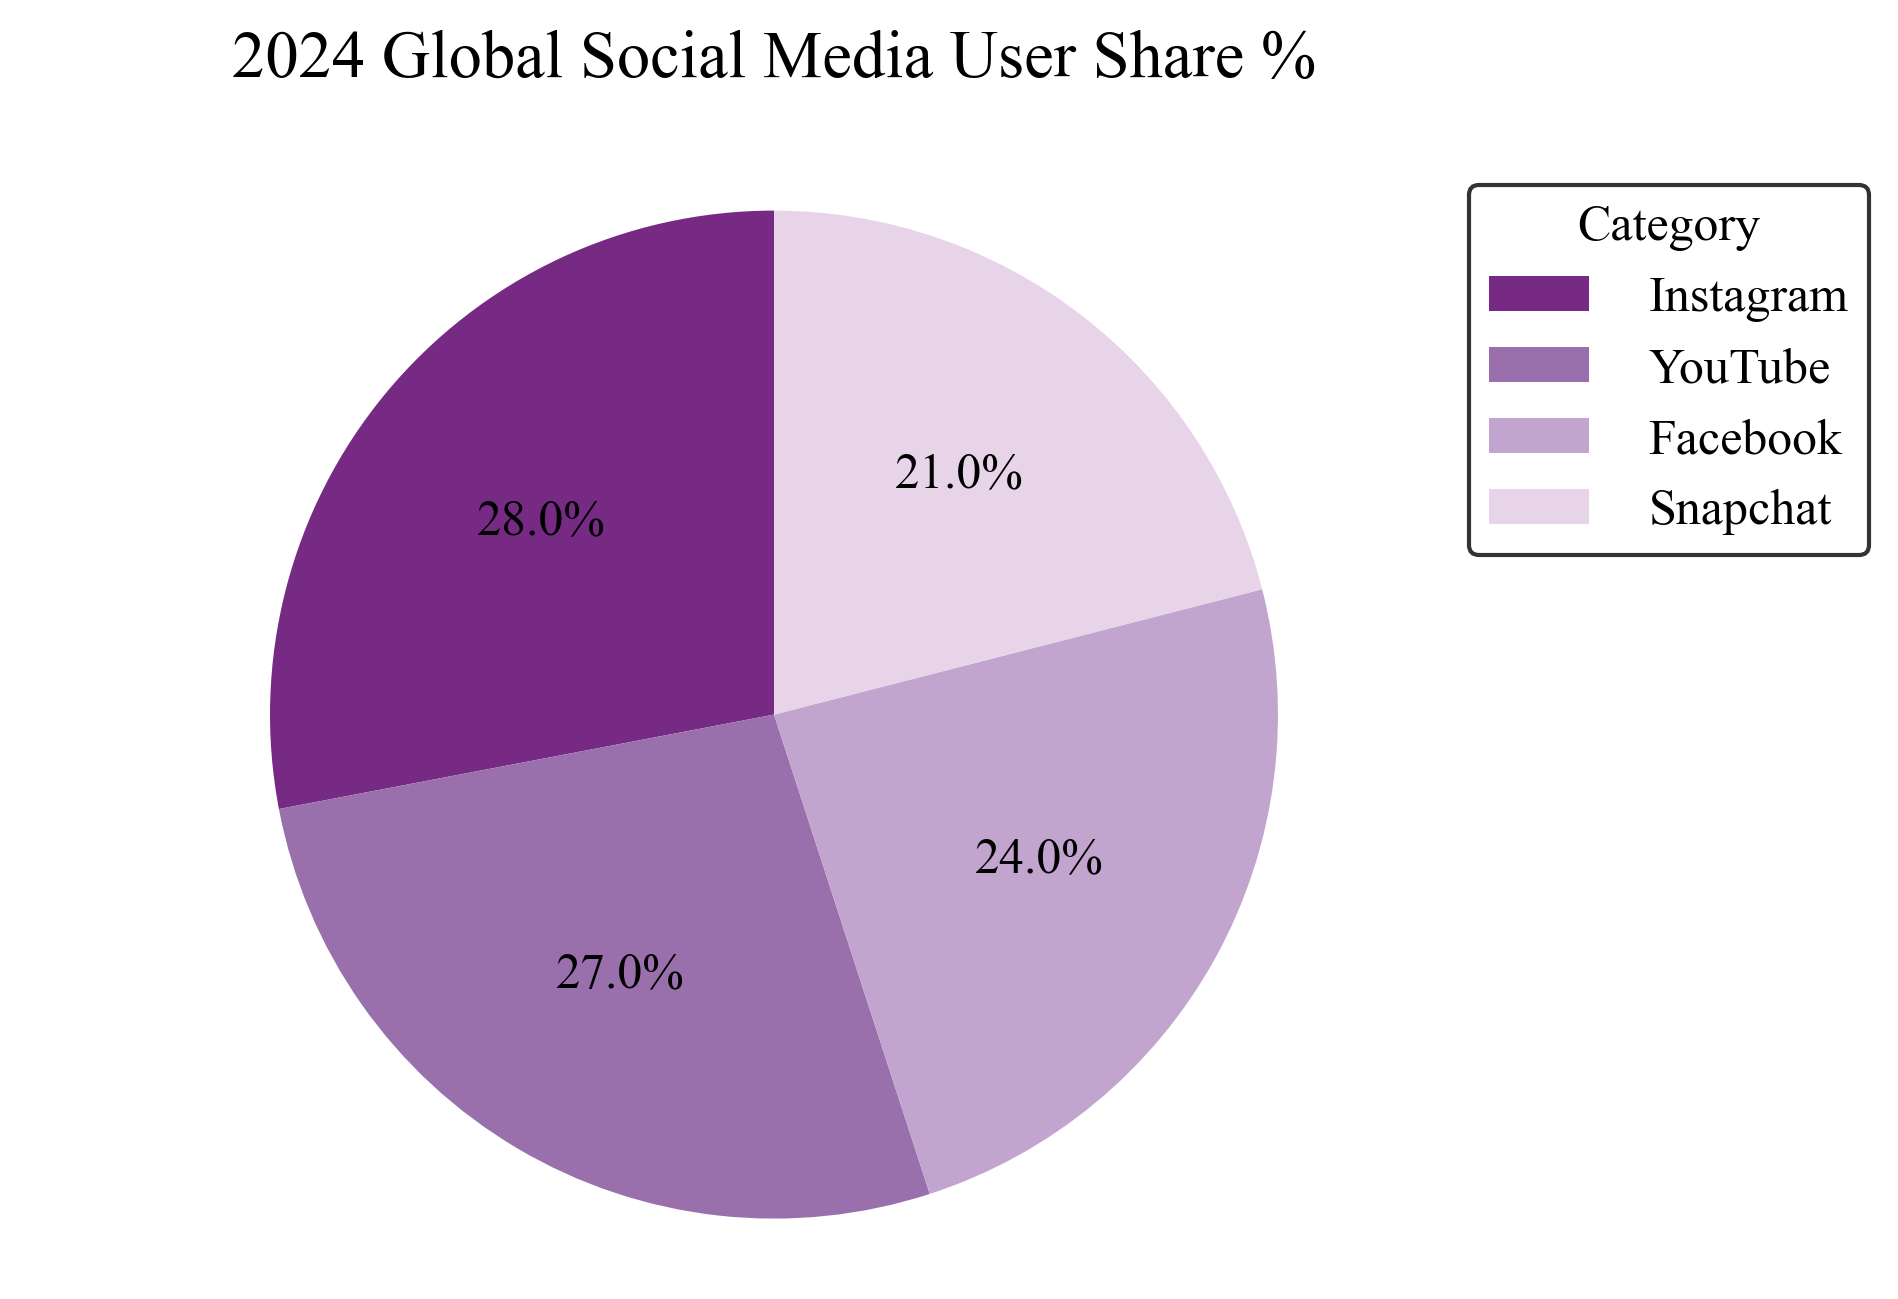 2024 Global Social Media User Share %
Category
Instagram
YouTube
Facebook
Snapchat
21.0%
28.0%
24.0%
27.0%